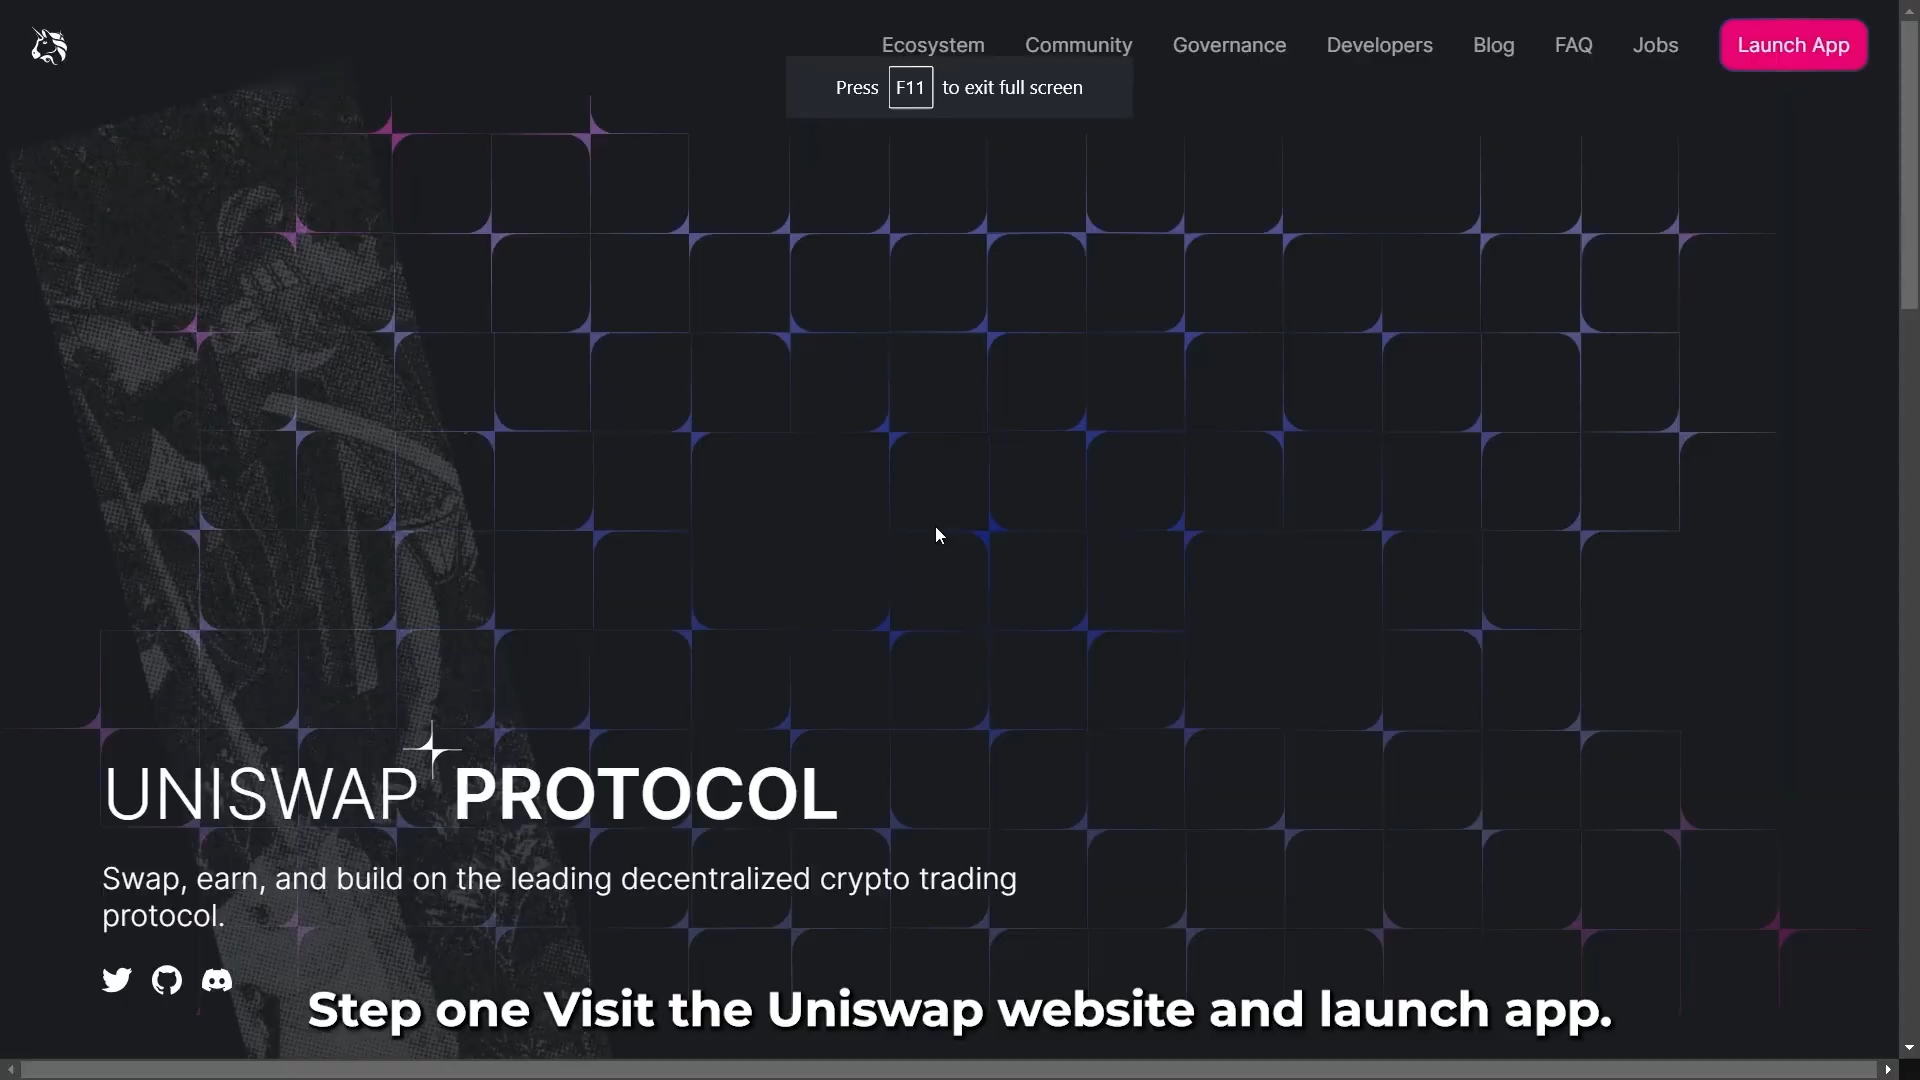 Ecosystem Community Governance Developers Blog FAQ Jobs Launch App
Press F11 to exit full screen
UNISWAP PROTOCOL
Swap, earn, and build on the leading decentralized crypto trading
protocol.
Step one Visit the Uniswap website and launch app.